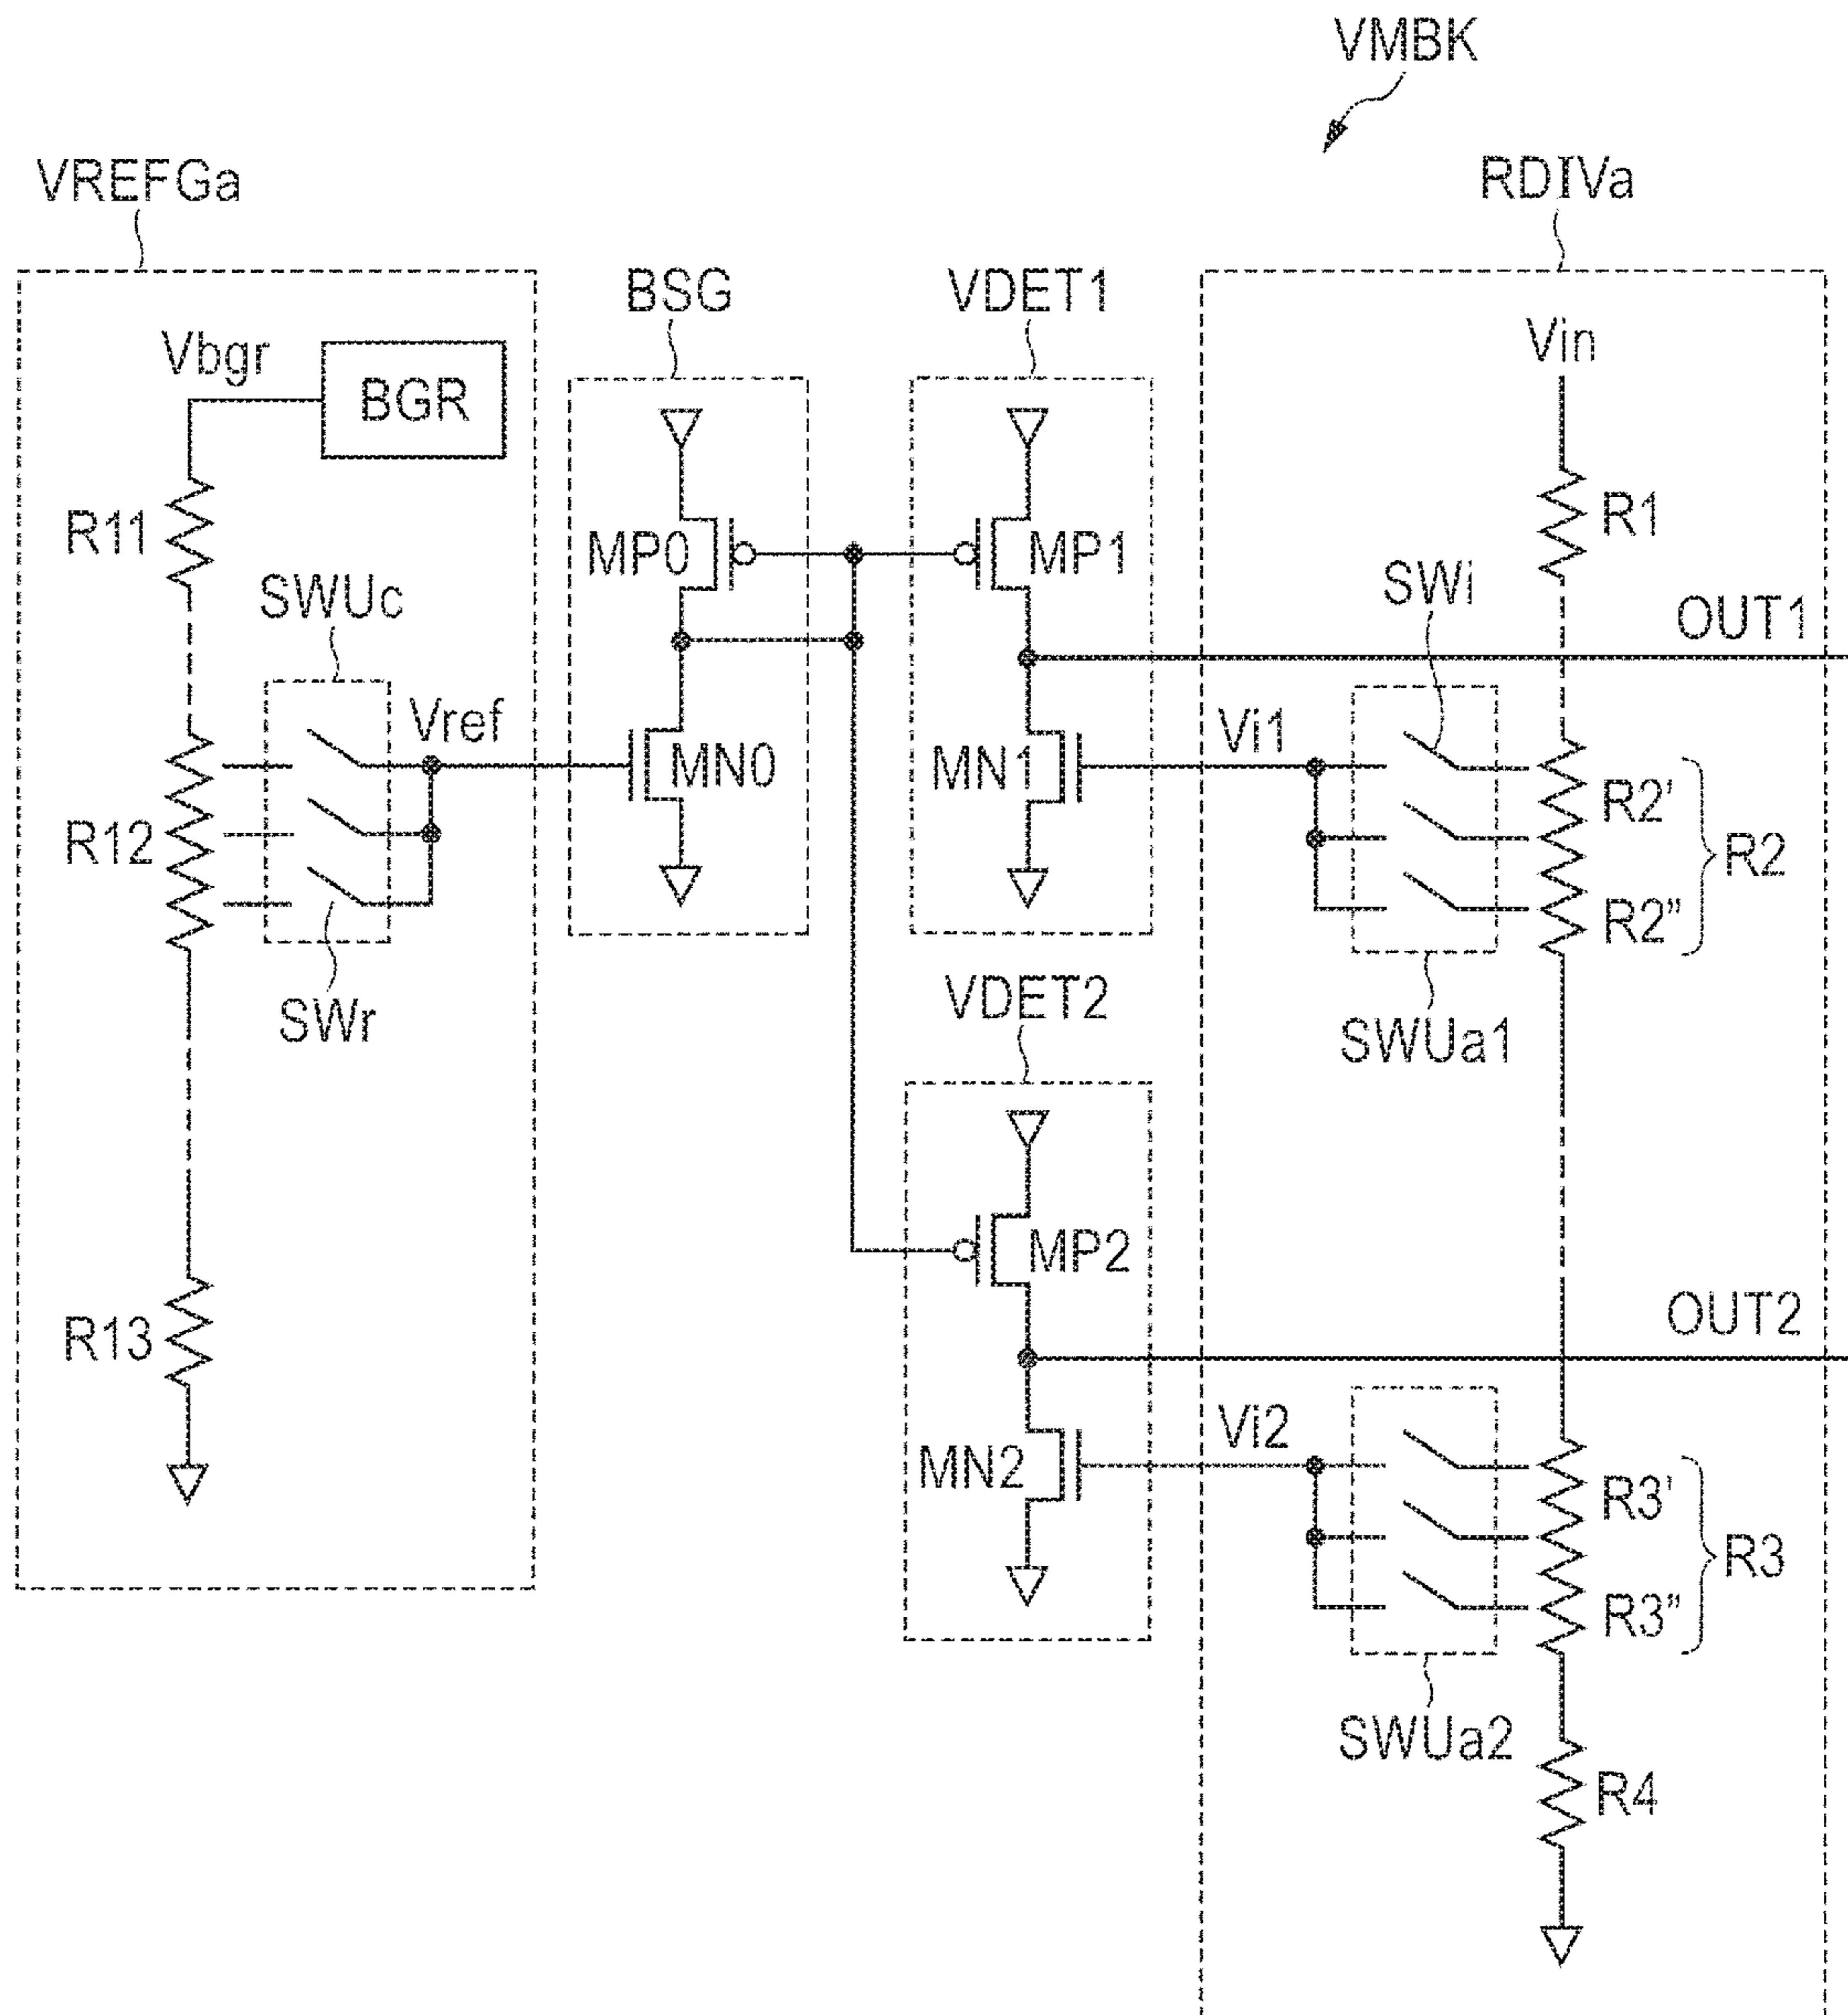 VMBK
VREFGa
RDIVa
BSG
VDET1
Vbgr
BGR
Vin
R11
MP0
MP1
R1
SWUc
SWi
OUT1
Vref
Vi1
MN0
MN1
R12
R2'
R2
R2"
SWr
SWUa1
VDET2
MP2
OUT2
R13
Vi2
MN2
R3'
R3
R3"
SWUa2
R4